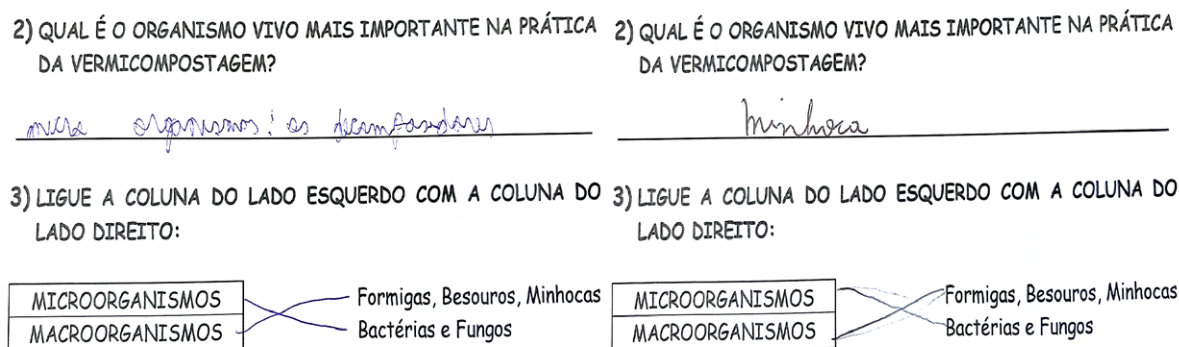 2) QUAL É O ORGANISMO VIVO MAIS IMPORTANTE NA PRÁTICA
DA VERMICOMPOSTAGEM?
micro organismos: os decompositores
3) LIGUE A COLUNA DO LADO ESQUERDO COM A COLUNA DO
LADO DIREITO:
MICROORGANISMOS
MACROORGANISMOS
Formigas, Besouros, Minhocas
Bactérias e Fungos
2) QUAL É O ORGANISMO VIVO MAIS IMPORTANTE NA PRÁTICA
DA VERMICOMPOSTAGEM?
Minhoca
3) LIGUE A COLUNA DO LADO ESQUERDO COM A COLUNA DO
LADO DIREITO:
MICROORGANISMOS
MACROORGANISMOS
Formigas, Besouros, Minhocas
Bactérias e Fungos